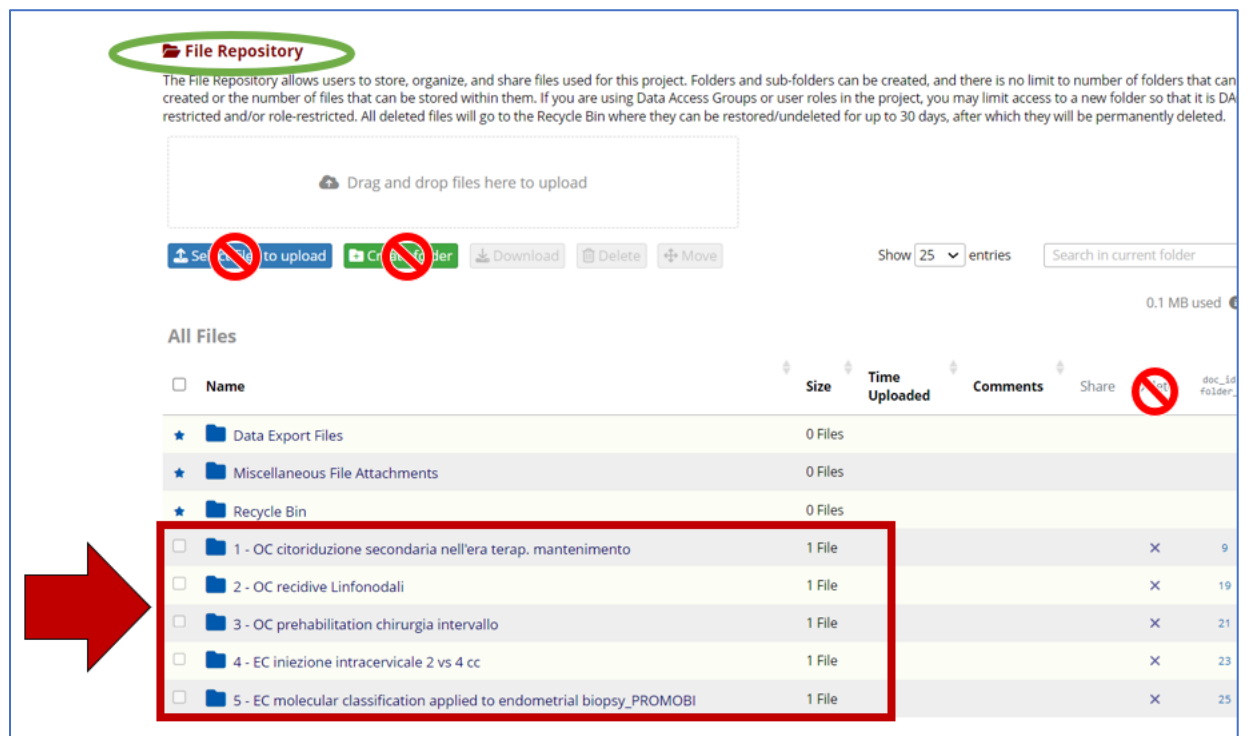 File Repository
The File Repository allows users to store, organize, and share files used for this project. Folders and sub-folders can be created, and there is no limit to number of folders that can
created or the number of files that can be stored within them. If you are using Data Access Groups or user roles in the project, you may limit access to a new folder so that it is
restricted and/or role-restricted. All deleted files will go to the Recycle Bin where they can be restored/undeleted for up to 30 days, after which they will be permanently deleted.
Drag and drop files here to upload
to upload Download Delete Move Show 25 entries Search in current folder
0.1 MB used
All Files
Name Size Time Uploaded Comments Share doc_id
Data Export Files 0 Files
Miscellaneous File Attachments 0 Files
Recycle Bin 0 Files
1 - OC citoriduzione secondaria nell'era terap. mantenimento 1 File 9
2 - OC recidive Linfonodali 1 File 19
3 - OC prehabilitation chirurgia intervallo 1 File 21
4 - EC iniezione intracervicale 2 vs 4 cc 1 File 23
5 - EC molecular classification applied to endometrial biopsy_PROMOBI 1 File 25